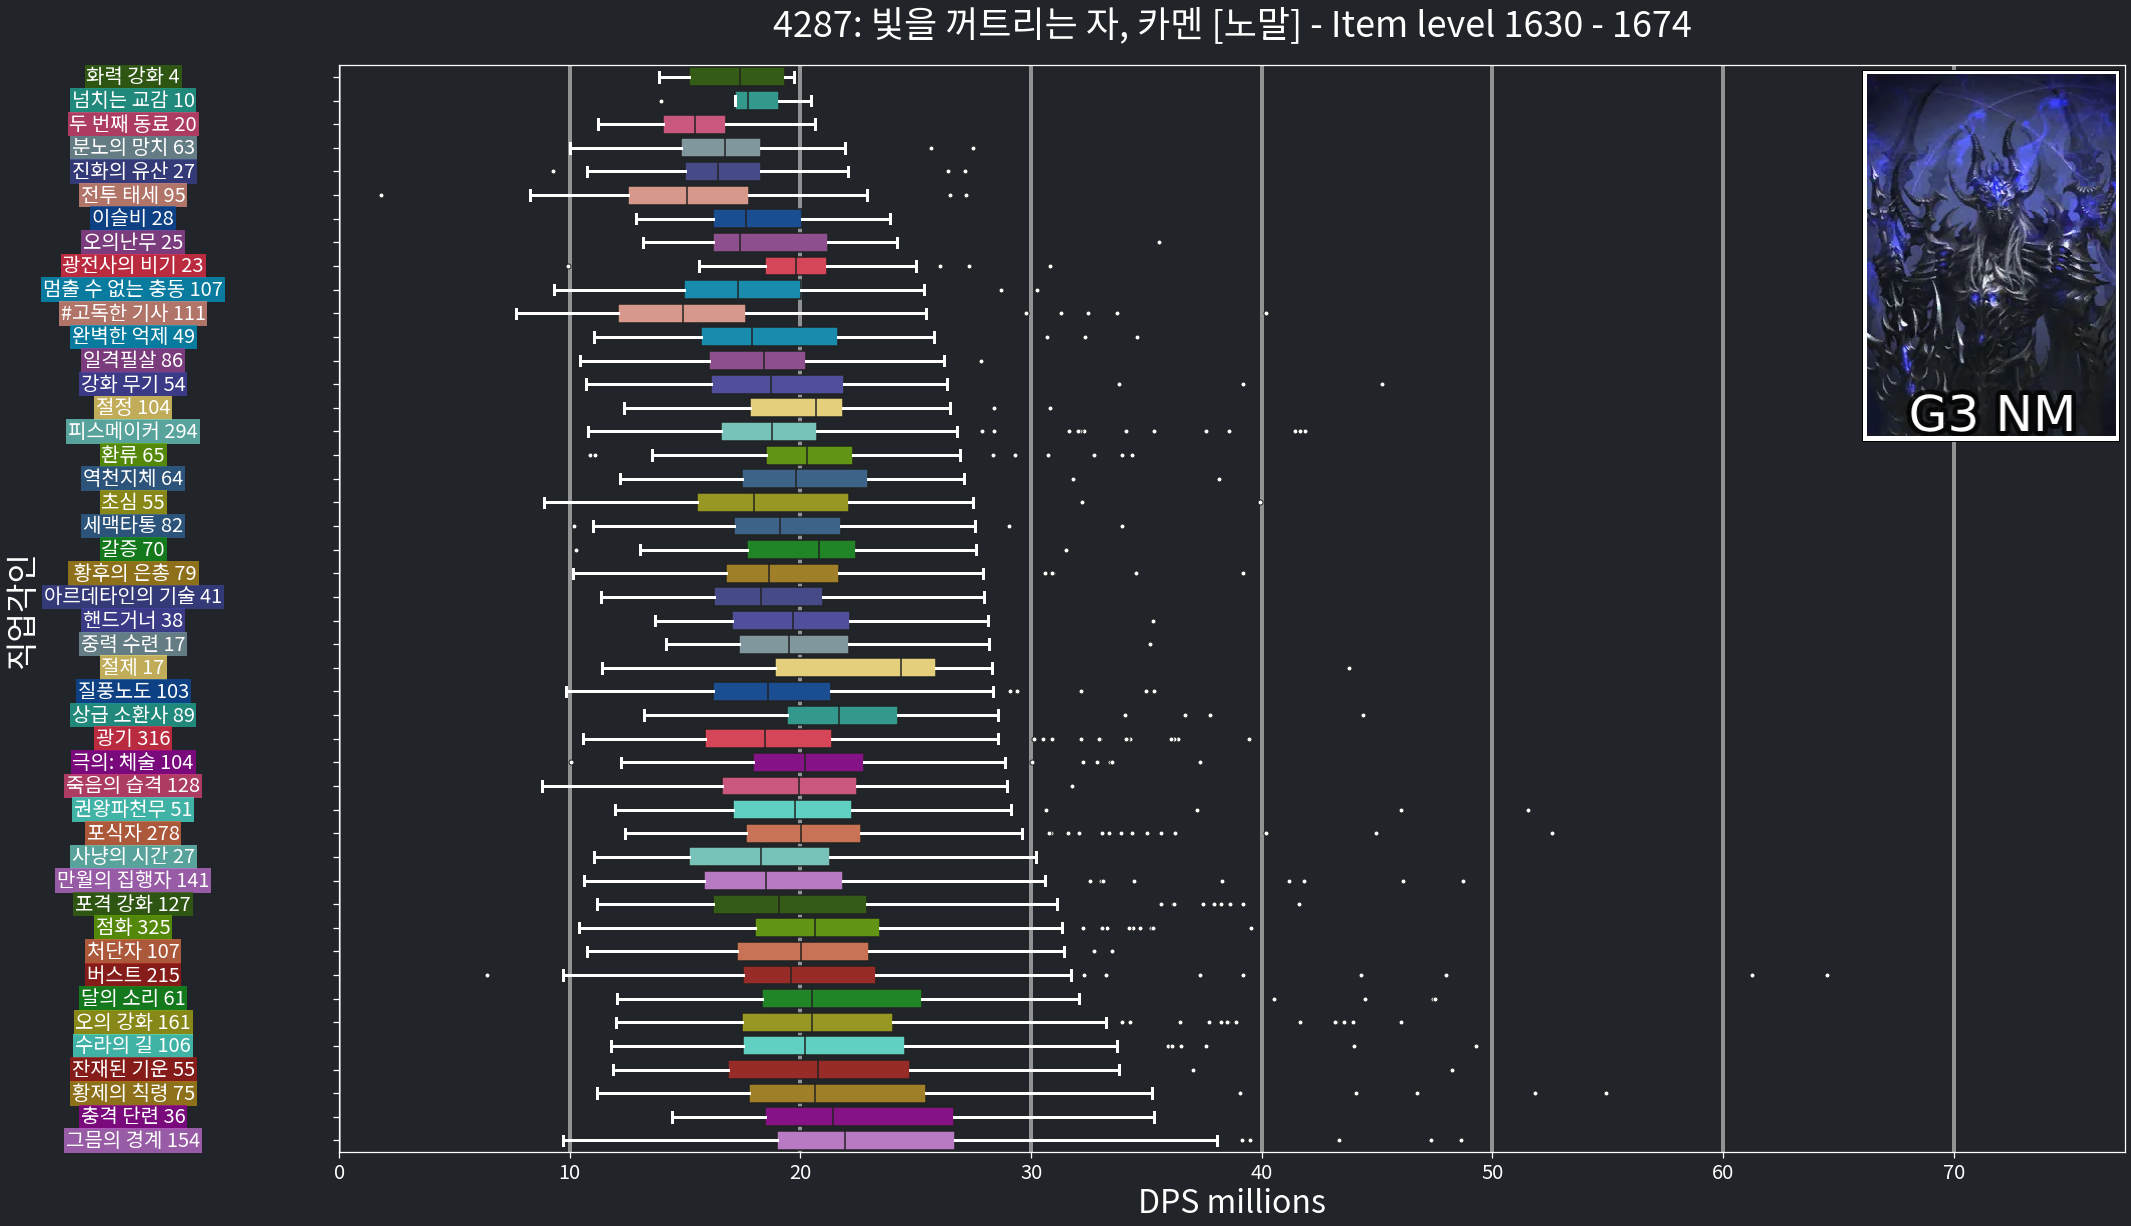 4287: 빛을 꺼트리는 자, 카멘 [노말] - Item level 1630 - 1674
화력 강화 4
넘치는 교감 10
두 번째 동료 20
분노의 망치 63
진화의 유산 27
전투 태세 95
이슬비 28
오의난무 25
광전사의 비기 23
멈출 수 없는 충동 107
#고독한 기사 111
완벽한 억제 49
일격필살 86
강화 무기 54
절정 104
피스메이커 294
환류 65
역천지체 64
초심 55
세맥타통 82
갈증 70
황후의 은총 79
아르데타인의 기술 41
핸드거너 38
중력 수련 17
절제 17
질풍노도 103
상급 소환사 89
광기 316
극의: 체술 104
죽음의 습격 128
권왕파천무 51
포식자 278
사냥의 시간 27
만월의 집행자 141
포격 강화 127
점화 325
처단자 107
버스트 215
달의 소리 61
오의 강화 161
수라의 길 106
잔재된 기운 55
황제의 칙령 75
충격 단련 36
그믐의 경계 154
직업각인
G3 NM
0 10 20 30 40 50 60 70
DPS millions